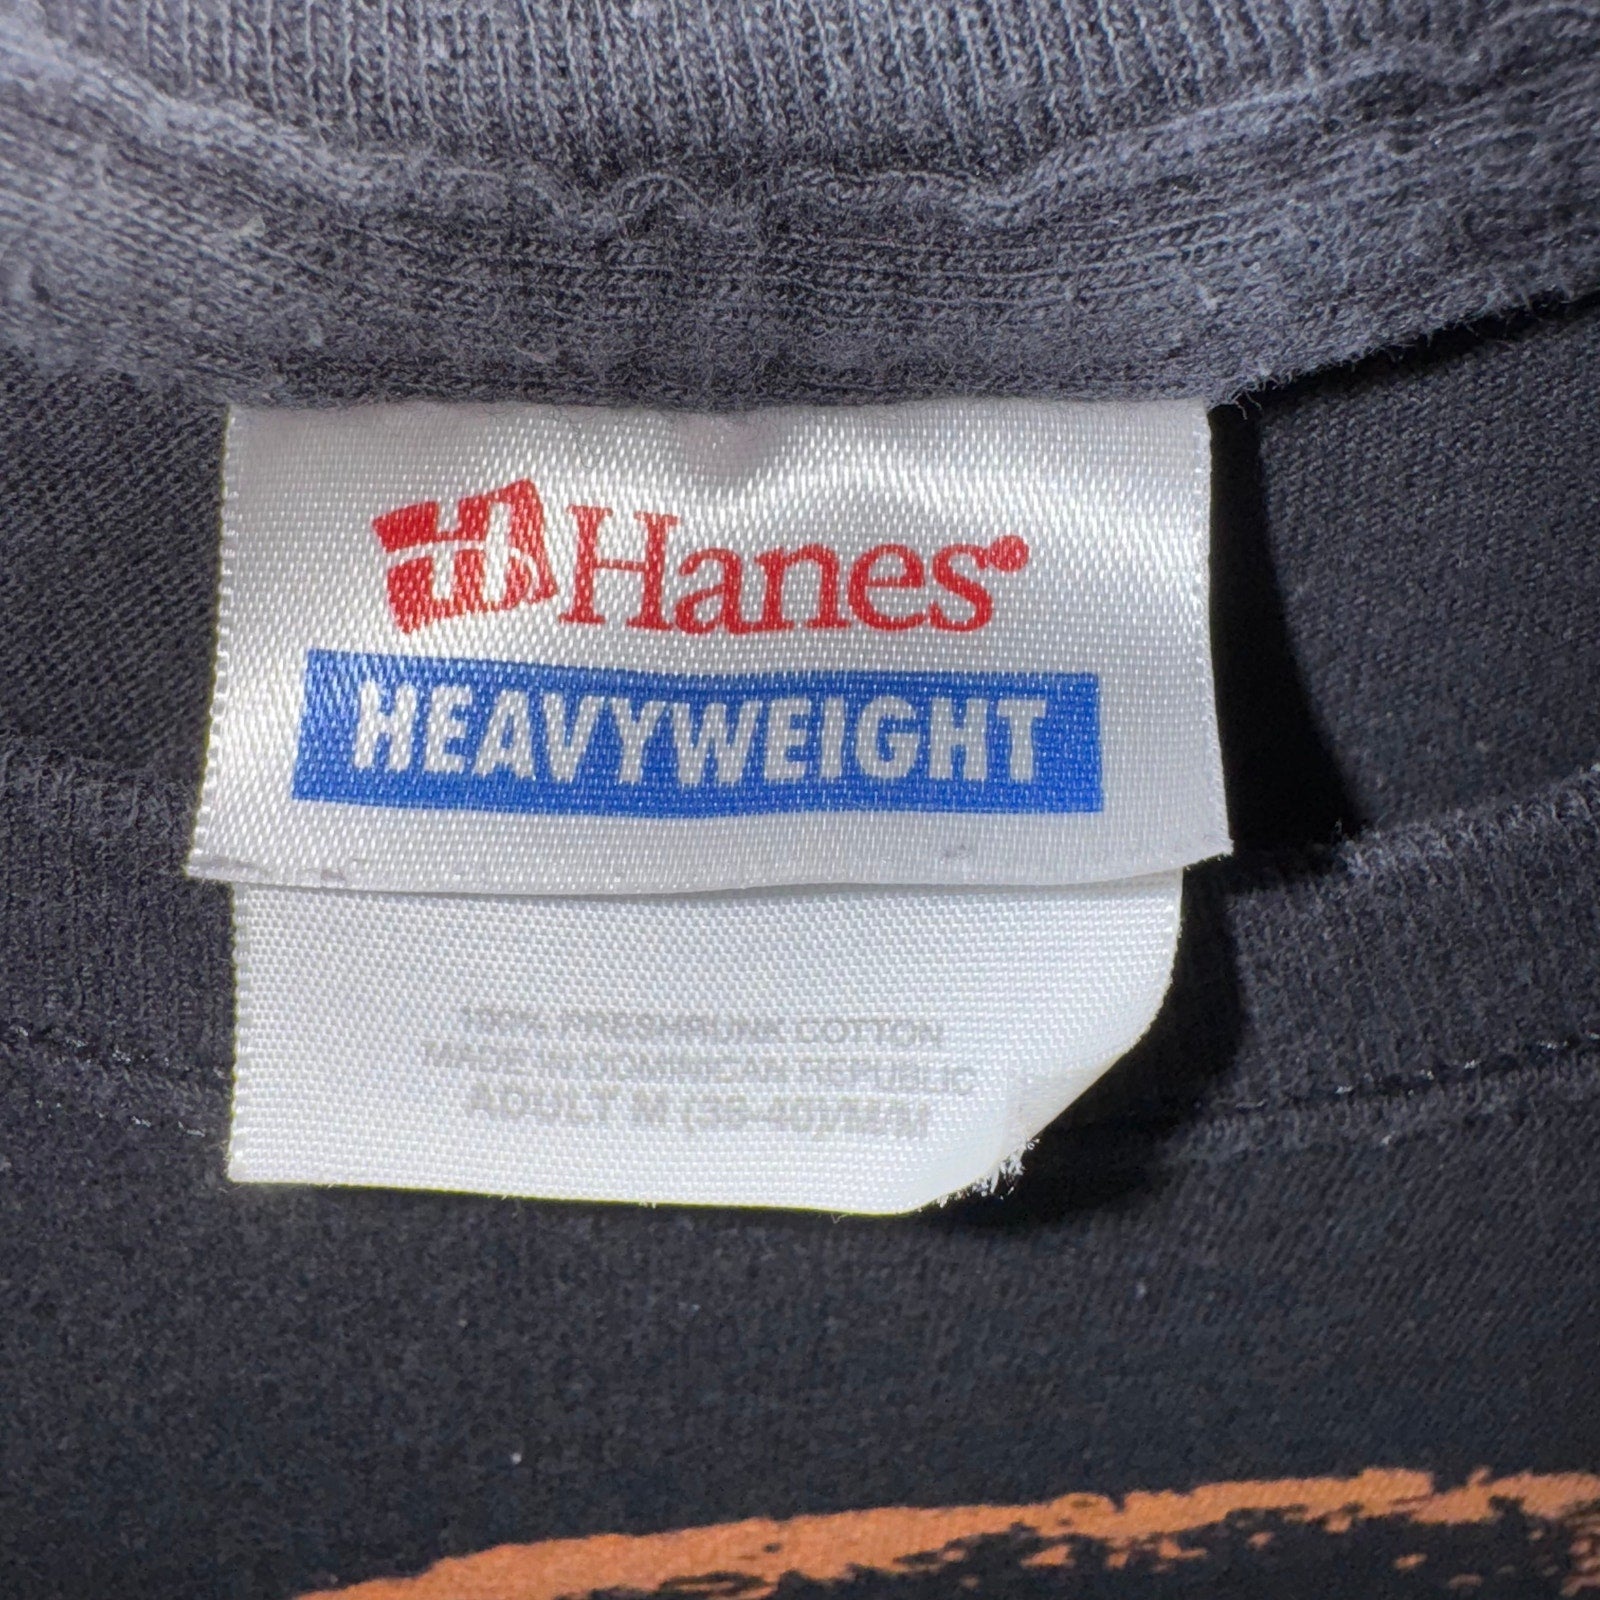 Hanes®
HEAVYWEIGHT
100% PRESHRUNK COTTON
MADE IN DOMINICAN REPUBLIC
ADULT M (38-40)/M/M